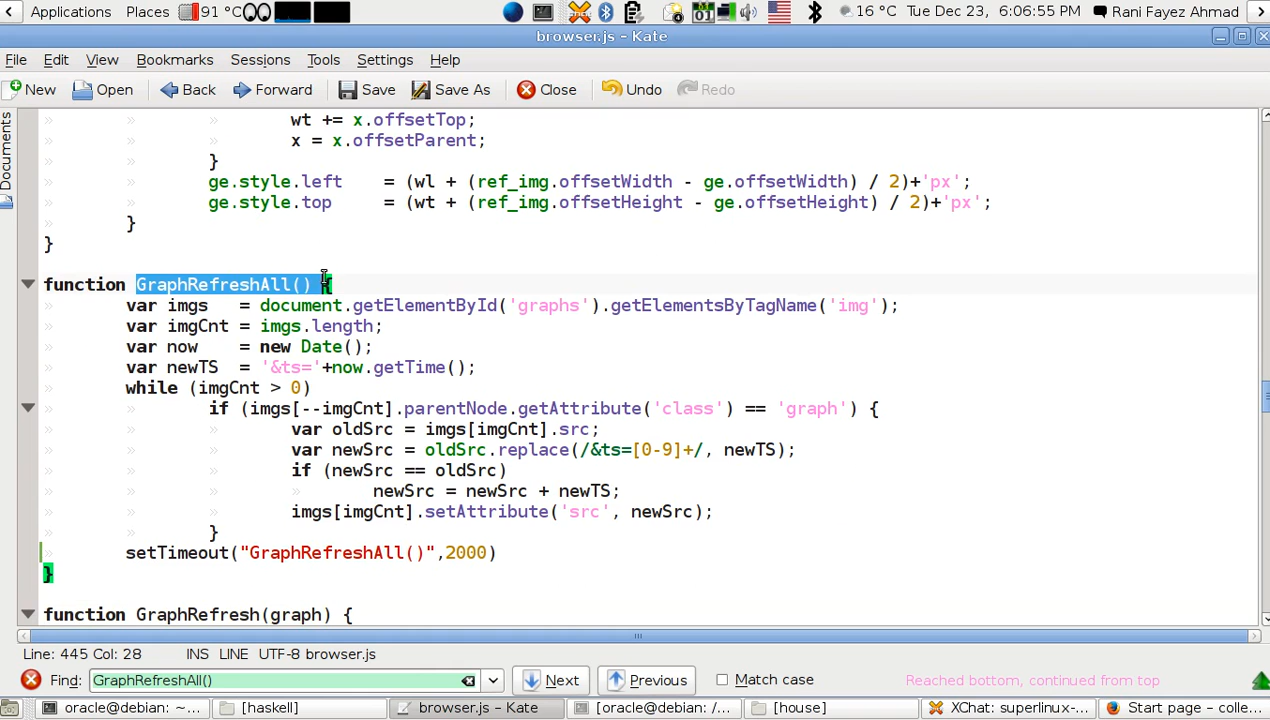 Applications Places 91 °C 16 °C Tue Dec 23, 6:06:55 PM Rani Fayez Ahmad
browser.js - Kate
File Edit View Bookmarks Sessions Tools Settings Help
New Open Back Forward Save Save As Close Undo Redo
Documents
wt += x.offsetTop;
x = x.offsetParent;
}
ge.style.left = (wl + (ref_img.offsetWidth - ge.offsetWidth) / 2)+'px';
ge.style.top = (wt + (ref_img.offsetHeight - ge.offsetHeight) / 2)+'px';
}
}
function GraphRefreshAll() {
var imgs = document.getElementById('graphs').getElementsByTagName('img');
var imgCnt = imgs.length;
var now = new Date();
var newTS = '&ts='+now.getTime();
while (imgCnt > 0)
if (imgs[--imgCnt].parentNode.getAttribute('class') == 'graph') {
var oldSrc = imgs[imgCnt].src;
var newSrc = oldSrc.replace(/&ts=[0-9]+/, newTS);
if (newSrc == oldSrc)
newSrc = newSrc + newTS;
imgs[imgCnt].setAttribute('src', newSrc);
}
setTimeout("GraphRefreshAll()",2000)
}
function GraphRefresh(graph) {
Line: 445 Col: 28 INS LINE UTF-8 browser.js
Find: GraphRefreshAll() Next Previous Match case Reached bottom, continued from top
oracle@debian: ~... [haskell] browser.js - Kate [oracle@debian: /... [house] XChat: superlinux-... Start page - colle...